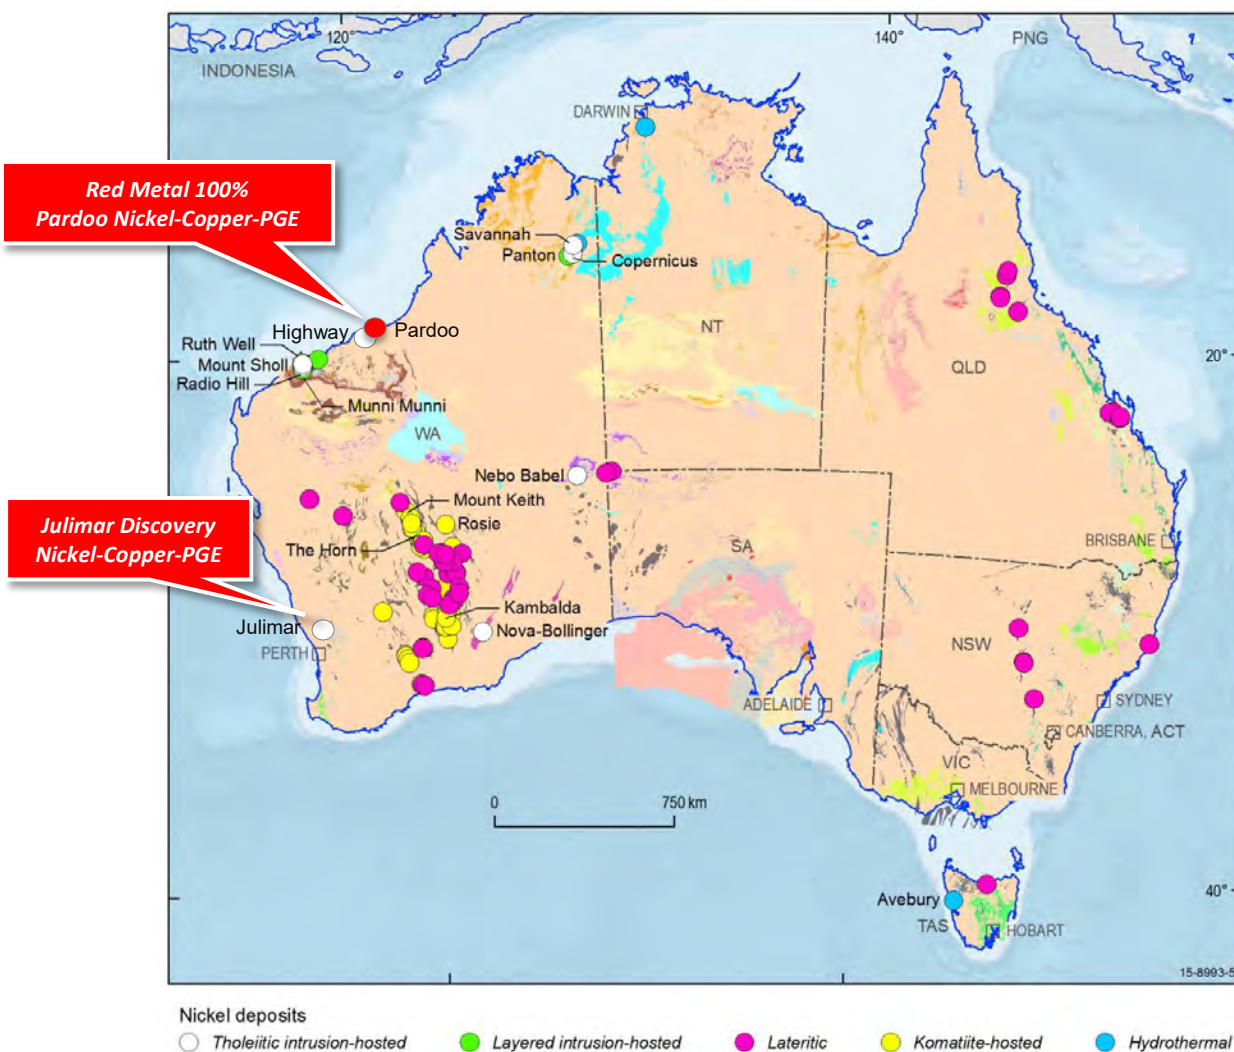 120°
140°
PNG
INDONESIA
DARWIN
Red Metal 100%
Pardoo Nickel-Copper-PGE
Savannah
Panton
Copernicus
Highway
Pardoo
NT
Ruth Well
Mount Sholl
Radio Hill
20°
QLD
Munni Munni
WA
Nebo Babel
Mount Keith
Rosie
Julimar Discovery
Nickel-Copper-PGE
The Horn
SA
BRISBANE
Kambalda
Julimar
Nova-Bollinger
PERTH
NSW
ADELAIDE
SYDNEY
CANBERRA, ACT
VIC
MELBOURNE
0
750 km
Avebury
40°
TAS
HOBART
15-8993-5
Nickel deposits
Tholeiitic intrusion-hosted
Layered intrusion-hosted
Lateritic
Komatiite-hosted
Hydrothermal